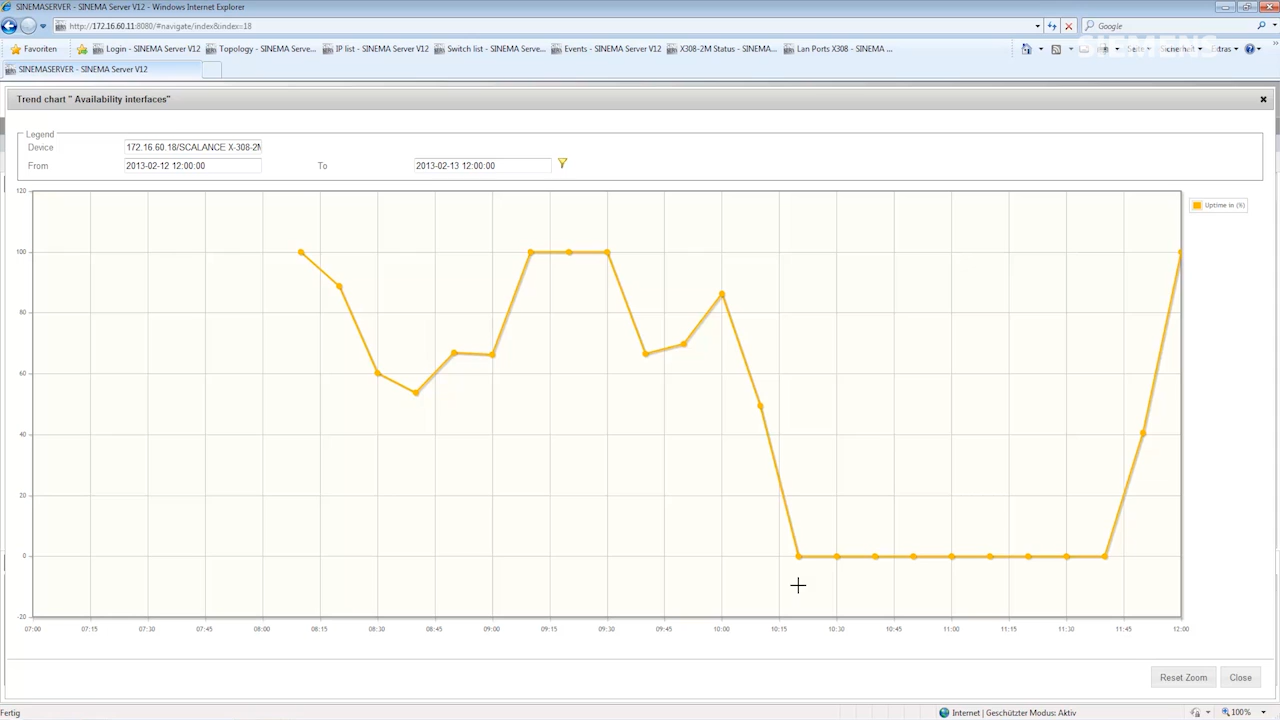 SINEMASERVER - SINEMA Server V12 - Windows Internet Explorer
http://172.16.60.11:8080/#navigate/index&index=18
Google
Favoriten
Login - SINEMA Server V12
Topology - SINEMA Serve...
IP list - SINEMA Server V12
Switch list - SINEMA Serve...
Events - SINEMA Server V12
X308-2M Status - SINEMA...
Lan Ports X308 - SINEMA ...
Seite
Sicherheit
Extras
SIEMENS
SINEMASERVER - SINEMA Server V12
Trend chart " Availability interfaces"
Legend
Device
172.16.60.18/SCALANCE X-308-2M
From
2013-02-12 12:00:00
To
2013-02-13 12:00:00
120
100
80
60
40
20
0
-20
Uptime in (%)
07:00 07:15 07:30 07:45 08:00 08:15 08:30 08:45 09:00 09:15 09:30 09:45 10:00 10:15 10:30 10:45 11:00 11:15 11:30 11:45 12:00
Reset Zoom
Close
Fertig
Internet | Geschützter Modus: Aktiv
100%